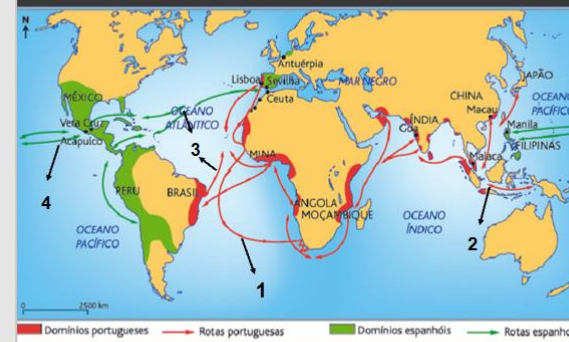 N
Antuérpia
Lisboa
Sevilha
MAR NEGRO
Ceuta
JAPÃO
CHINA
Macau
OCEANO
PACÍFICO
MÉXICO
Vera Cruz
Acapulco
OCEANO
ATLÂNTICO
ÍNDIA
Goa
Manila
FILIPINAS
3
MINA
Malaca
4
PERU
BRASIL
ANGOLA
MOÇAMBIQUE
OCEANO
PACÍFICO
OCEANO
ÍNDICO
2
1
0 2500 km
Domínios portugueses
Rotas portuguesas
Domínios espanhóis
Rotas espanho